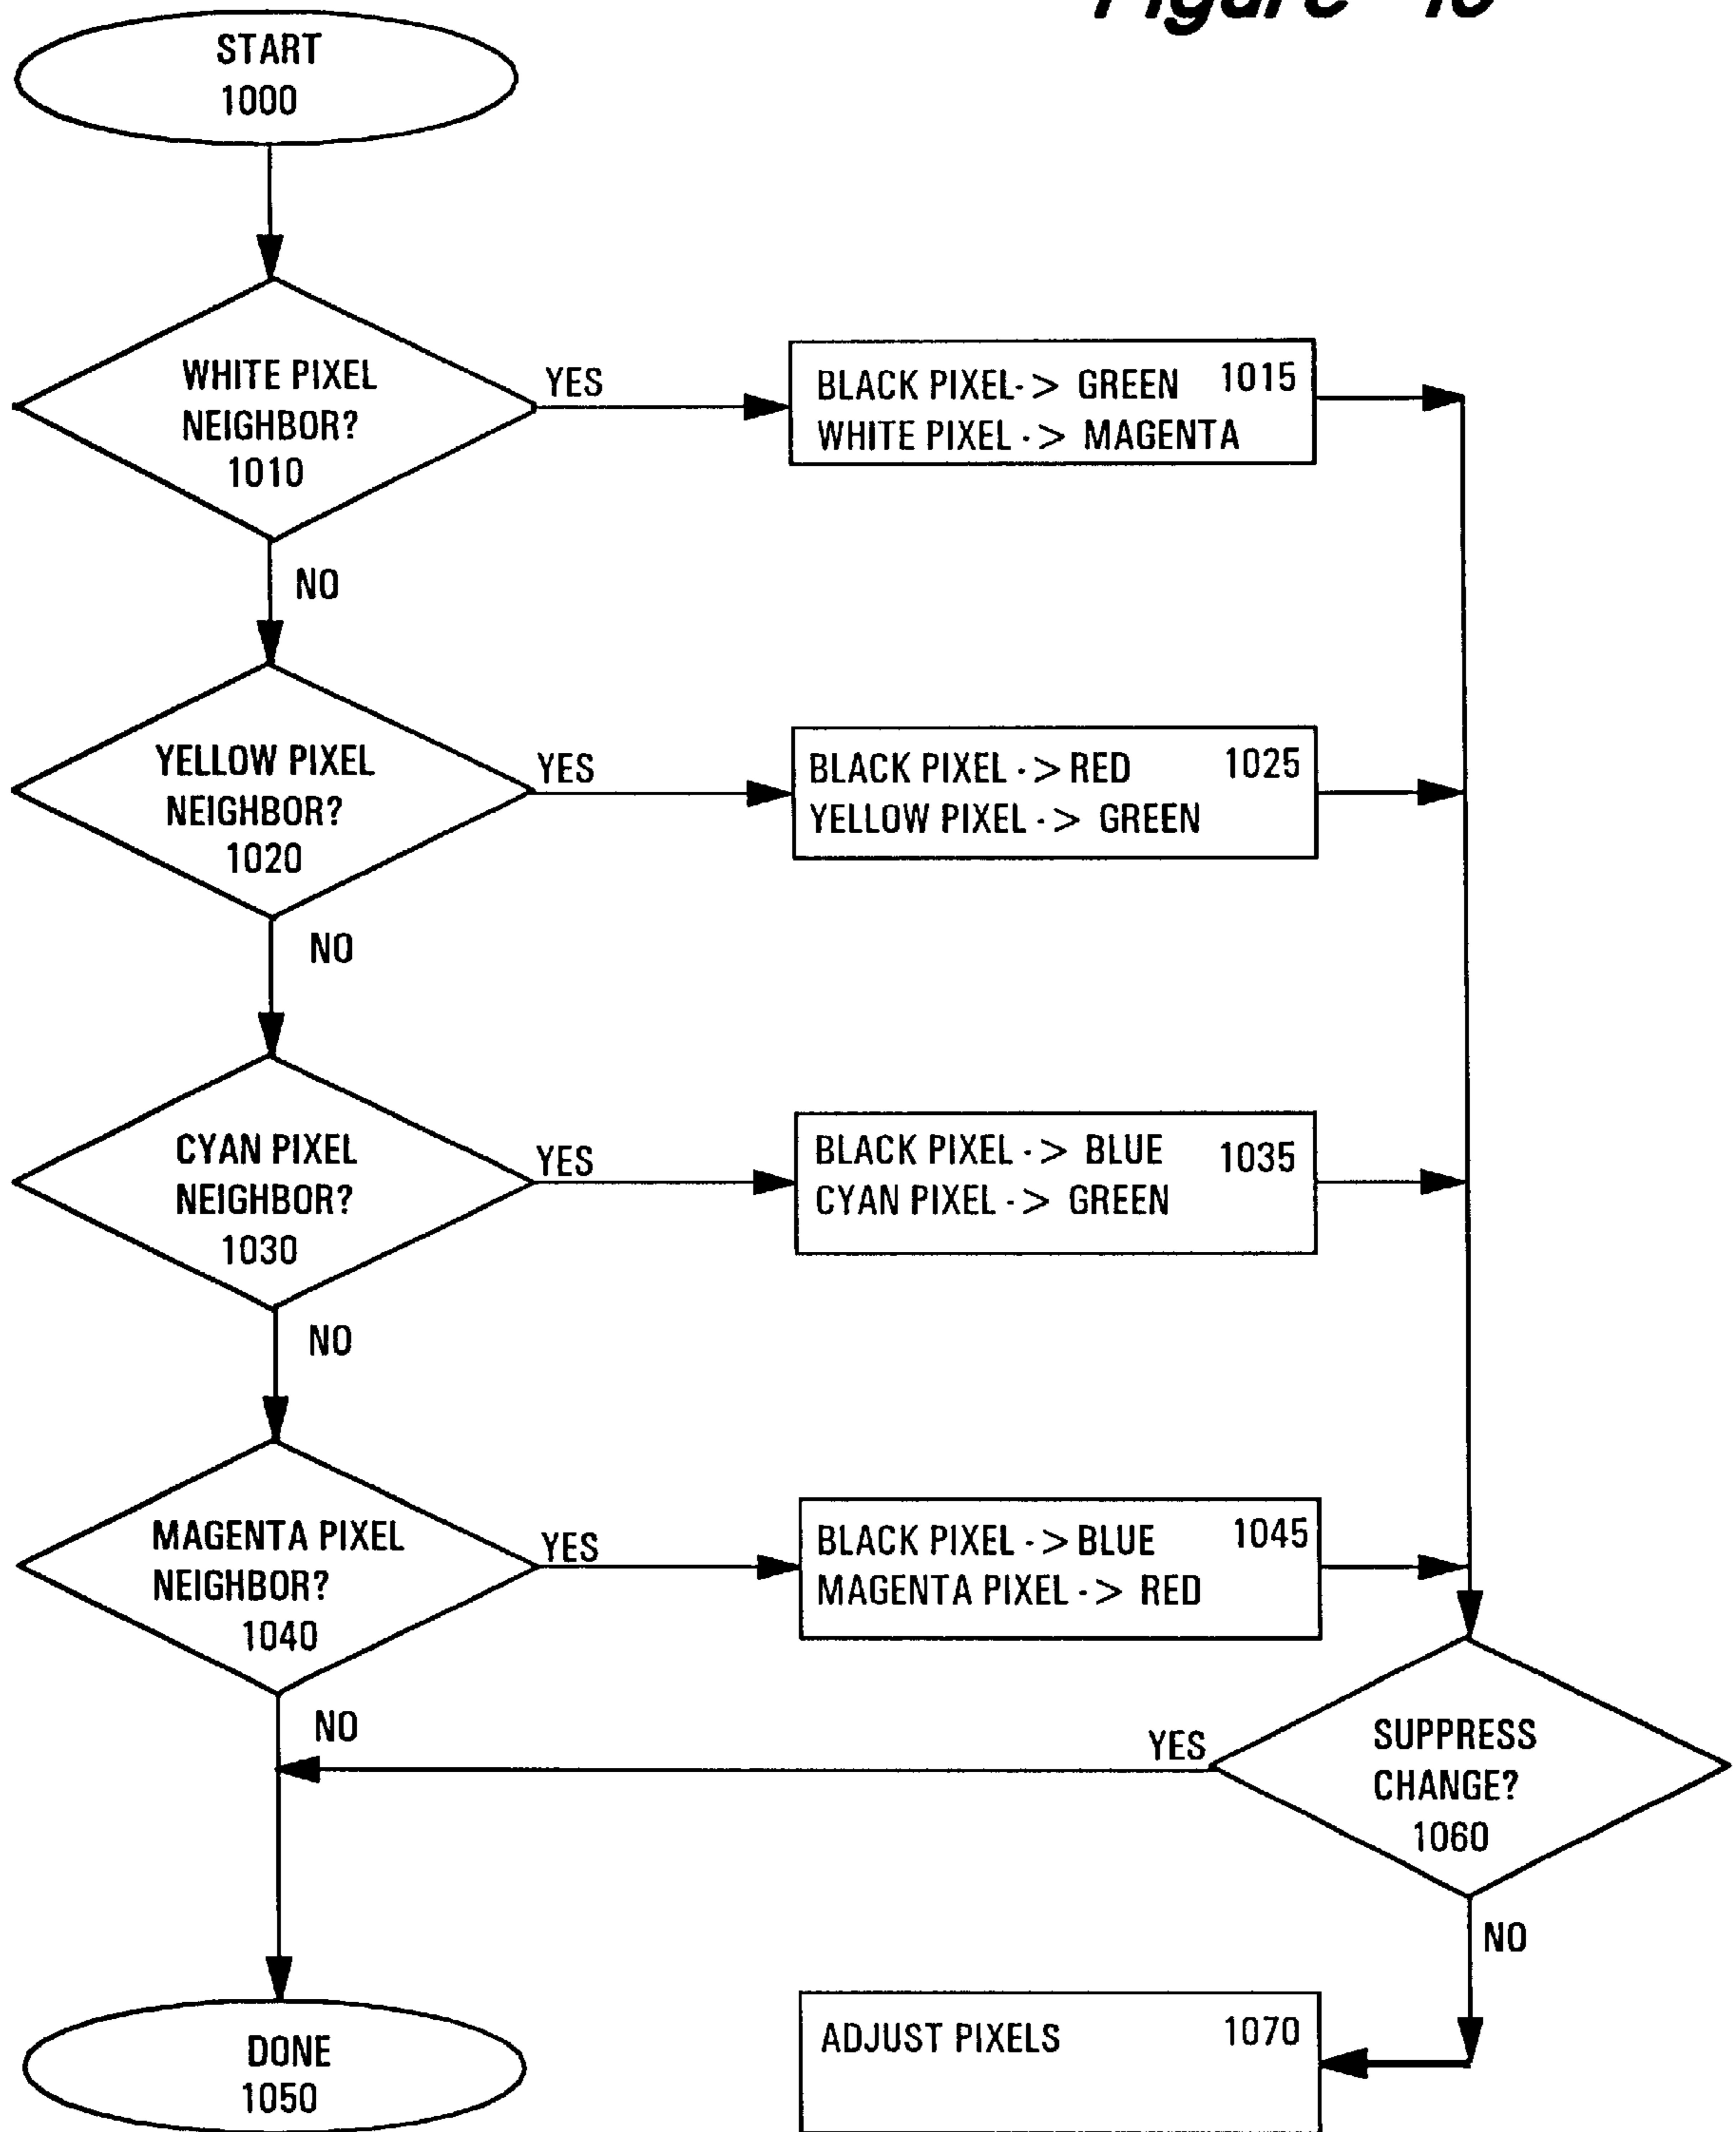 Figure 10
START
1000
WHITE PIXEL
NEIGHBOR?
1010
YES
BLACK PIXEL-> GREEN 1015
WHITE PIXEL -> MAGENTA
NO
YELLOW PIXEL
NEIGHBOR?
1020
YES
BLACK PIXEL -> RED 1025
YELLOW PIXEL -> GREEN
NO
CYAN PIXEL
NEIGHBOR?
1030
YES
BLACK PIXEL -> BLUE 1035
CYAN PIXEL -> GREEN
NO
MAGENTA PIXEL
NEIGHBOR?
1040
YES
BLACK PIXEL -> BLUE 1045
MAGENTA PIXEL -> RED
NO
YES
SUPPRESS
CHANGE?
1060
NO
ADJUST PIXELS 1070
DONE
1050